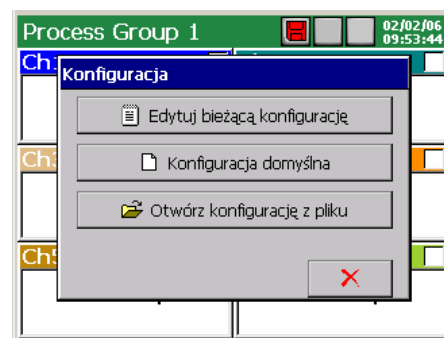 Process Group 1
02/02/06
09:53:44
Ch
Konfiguracja
Edytuj bieżącą konfigurację
Konfiguracja domyślna
Ch3
Otwórz konfigurację z pliku
Ch5